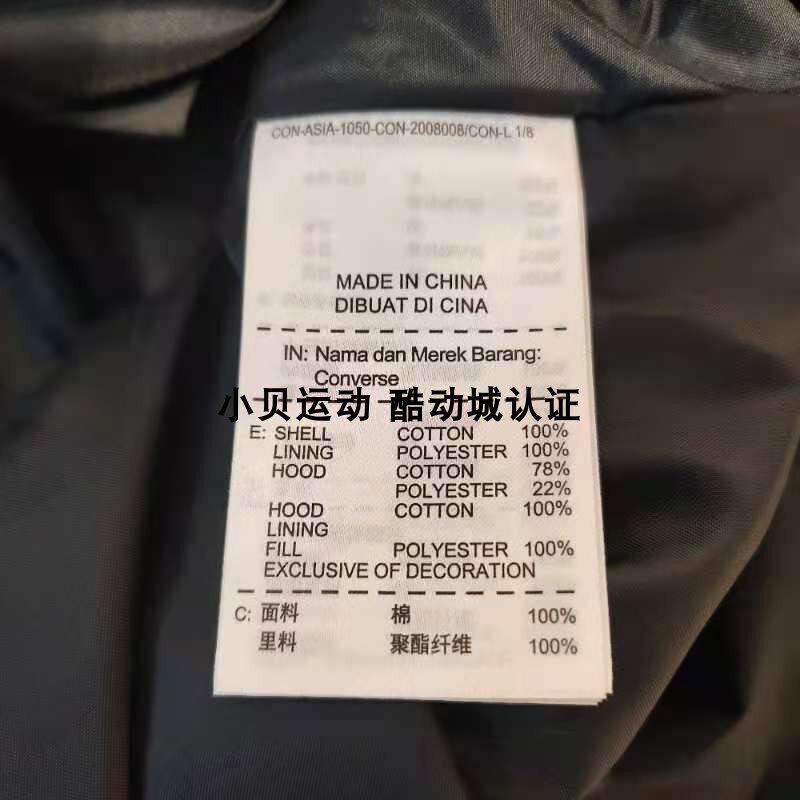 CON-ASIA-1050-CON-2008008/CON-L 1/8
MADE IN CHINA
DIBUAT DI CINA
IN: Nama dan Merek Barang:
Converse
小贝运动 酷动城认证
E: SHELL COTTON 100%
LINING POLYESTER 100%
HOOD COTTON 78%
POLYESTER 22%
HOOD COTTON 100%
LINING
FILL POLYESTER 100%
EXCLUSIVE OF DECORATION
C: 面料 棉 100%
里料 聚酯纤维 100%